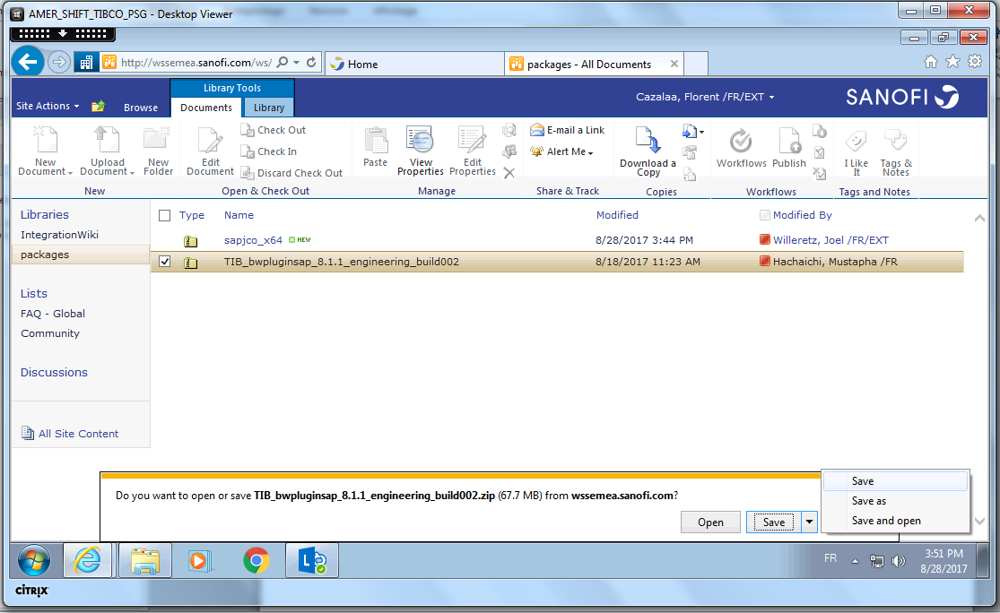 AMER_SHIFT_TIBCO_PSG - Desktop Viewer
http://wssemea.sanofi.com/ws/
Home
packages - All Documents
Library Tools
Site Actions
Browse
Documents
Library
Cazalaa, Florent /FR/EXT
SANOFI
New Document
Upload Document
New Folder
Edit Document
Check Out
Check In
Discard Check Out
Paste
View Properties
Edit Properties
E-mail a Link
Alert Me
Download a Copy
Workflows
Publish
I Like It
Tags & Notes
New
Open & Check Out
Manage
Share & Track
Copies
Workflows
Tags and Notes
Libraries
IntegrationWiki
packages
Lists
FAQ - Global
Community
Discussions
All Site Content
Type Name Modified Modified By
sapjco_x64 NEW 8/28/2017 3:44 PM Willeretz, Joel /FR/EXT
TIB_bwpluginsap_8.1.1_engineering_build002 8/18/2017 11:23 AM Hachaichi, Mustapha /FR
Do you want to open or save TIB_bwpluginsap_8.1.1_engineering_build002.zip (67.7 MB) from wssemea.sanofi.com?
Open
Save
Save
Save as
Save and open
FR
3:51 PM
8/28/2017
CITRIX